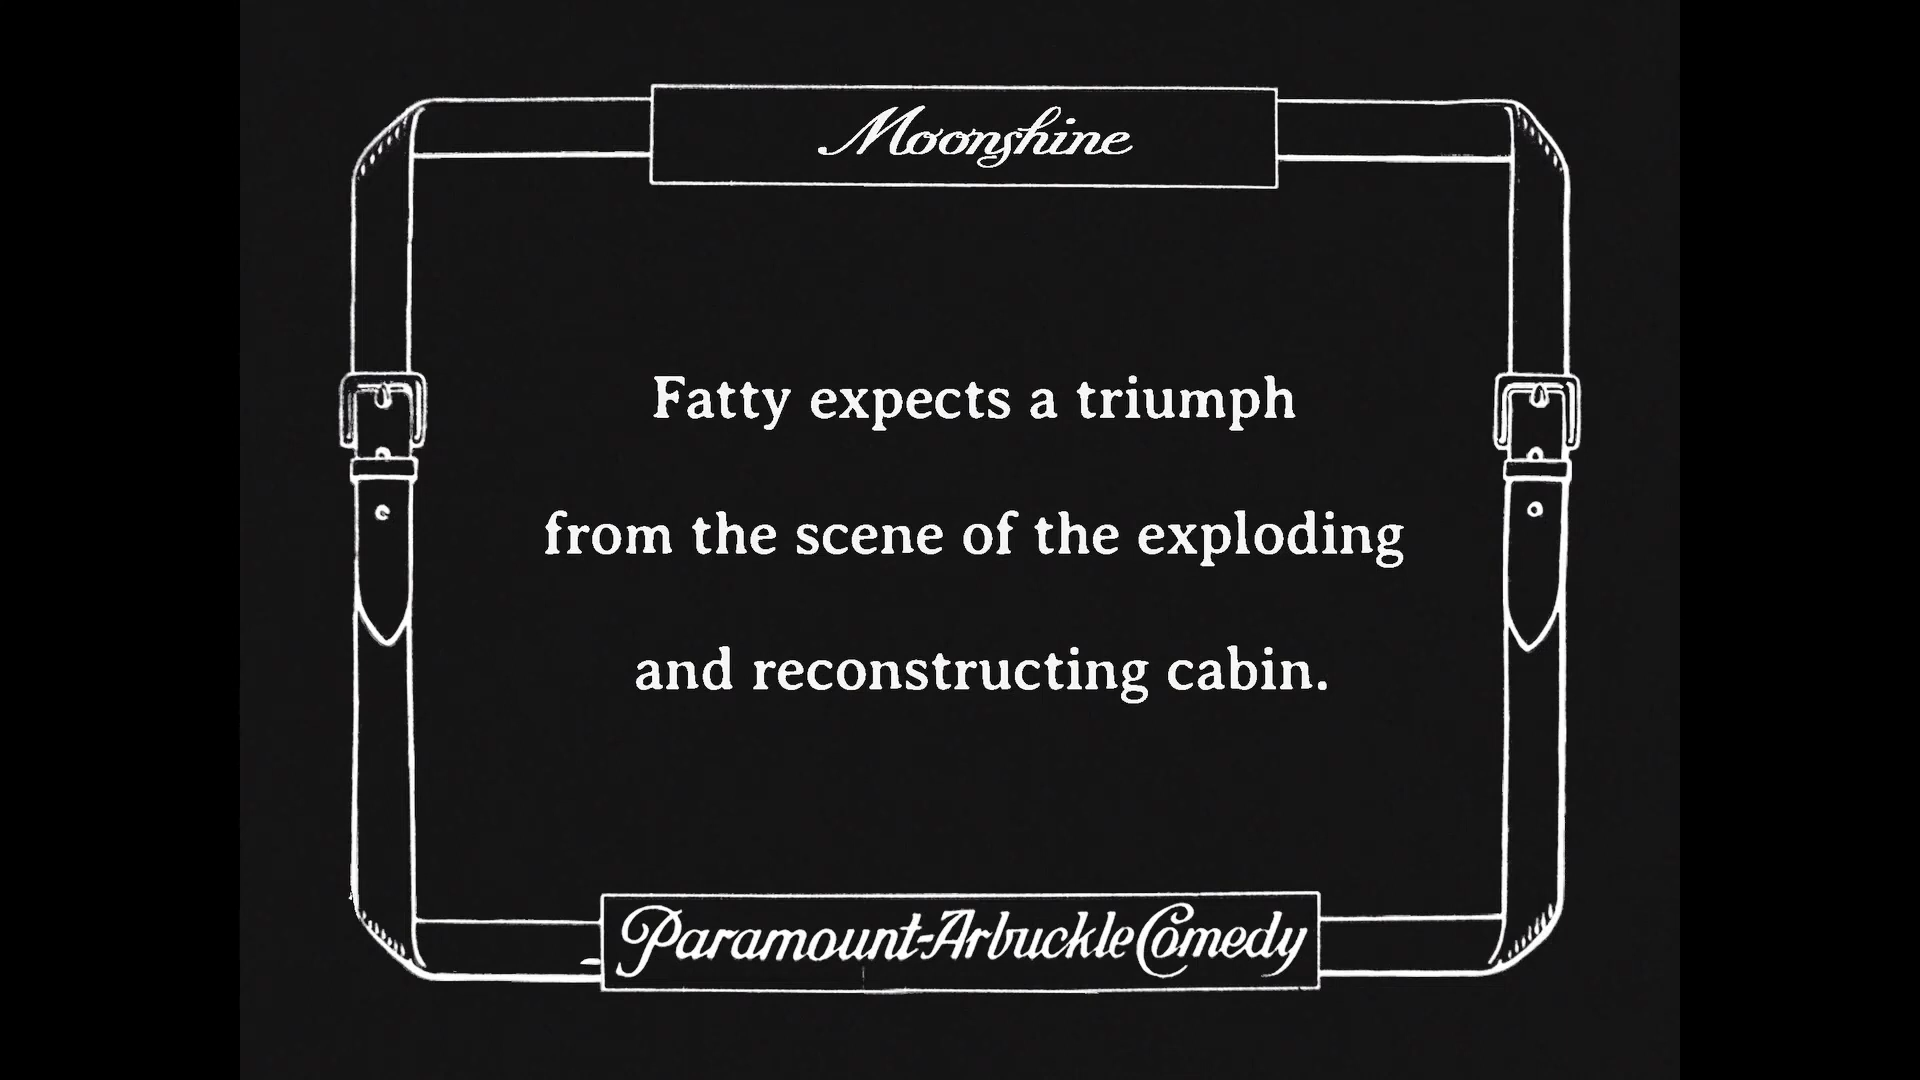 Moonshine
Fatty expects a triumph
from the scene of the exploding
and reconstructing cabin.
Paramount-Arbuckle Comedy